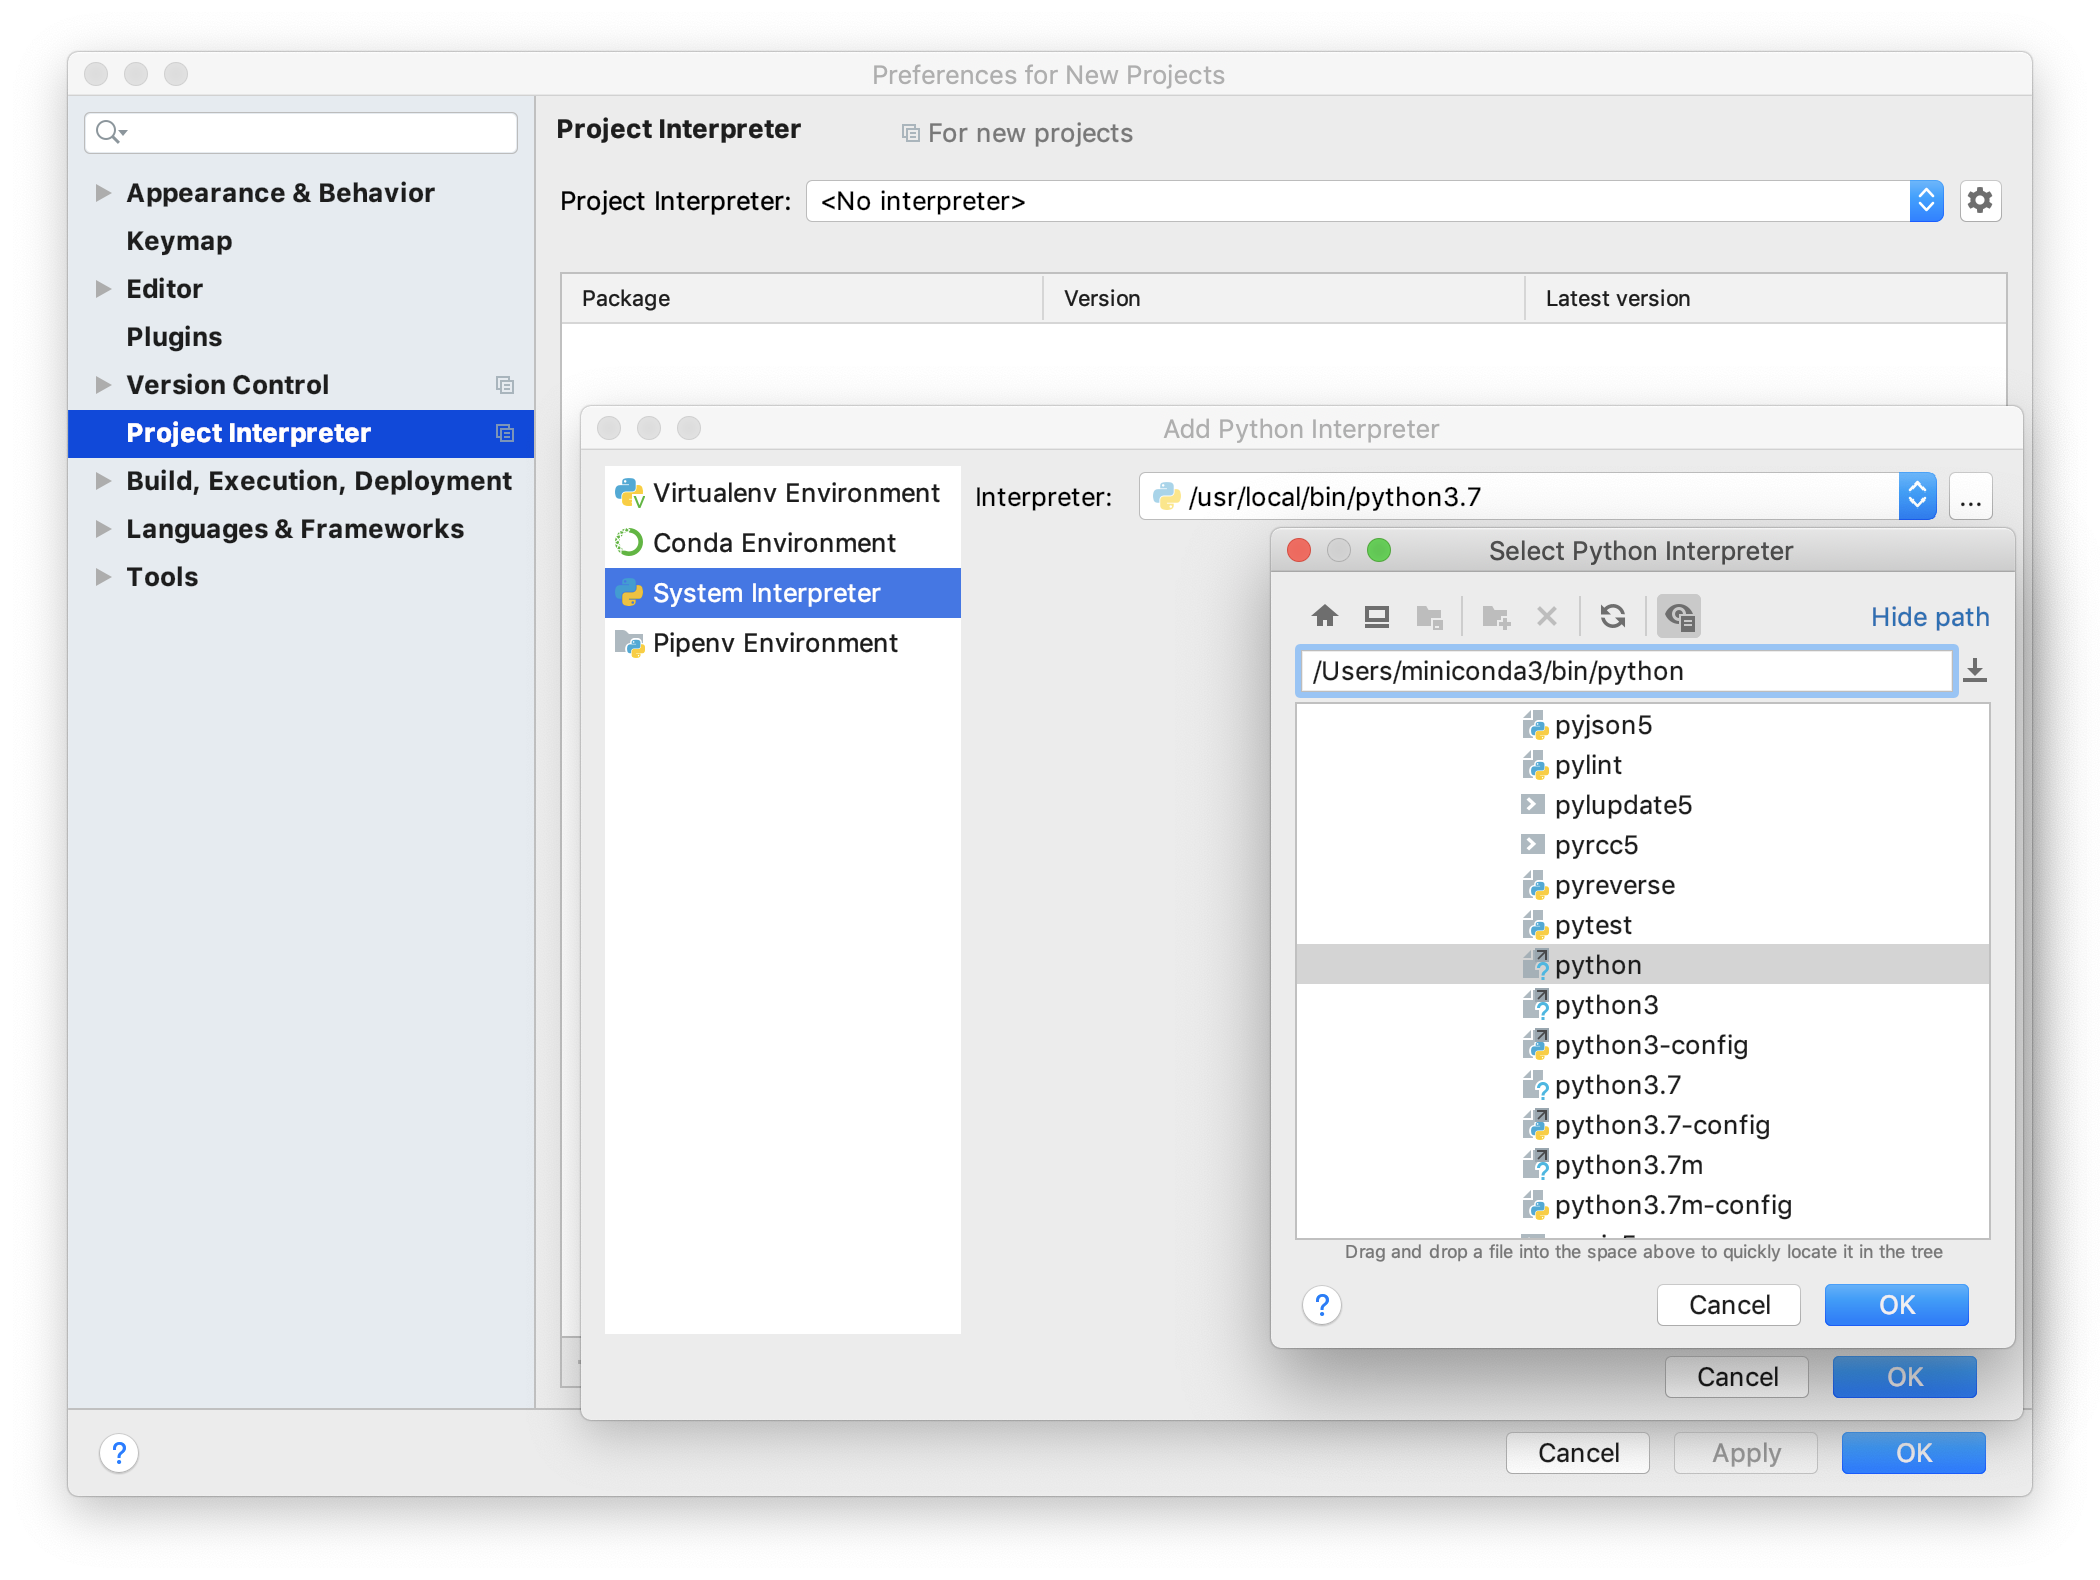 Preferences for New Projects
Project Interpreter
For new projects
Appearance & Behavior
Keymap
Editor
Plugins
Version Control
Project Interpreter
Build, Execution, Deployment
Languages & Frameworks
Tools
Project Interpreter: <No interpreter>
Package Version Latest version
Add Python Interpreter
Virtualenv Environment
Conda Environment
System Interpreter
Pipenv Environment
Interpreter: /usr/local/bin/python3.7 ...
Select Python Interpreter
Hide path
/Users/miniconda3/bin/python
pyjson5
pylint
pylupdate5
pyrcc5
pyreverse
pytest
python
python3
python3-config
python3.7
python3.7-config
python3.7m
python3.7m-config
Drag and drop a file into the space above to quickly locate it in the tree
? Cancel OK
Cancel OK
? Cancel Apply OK